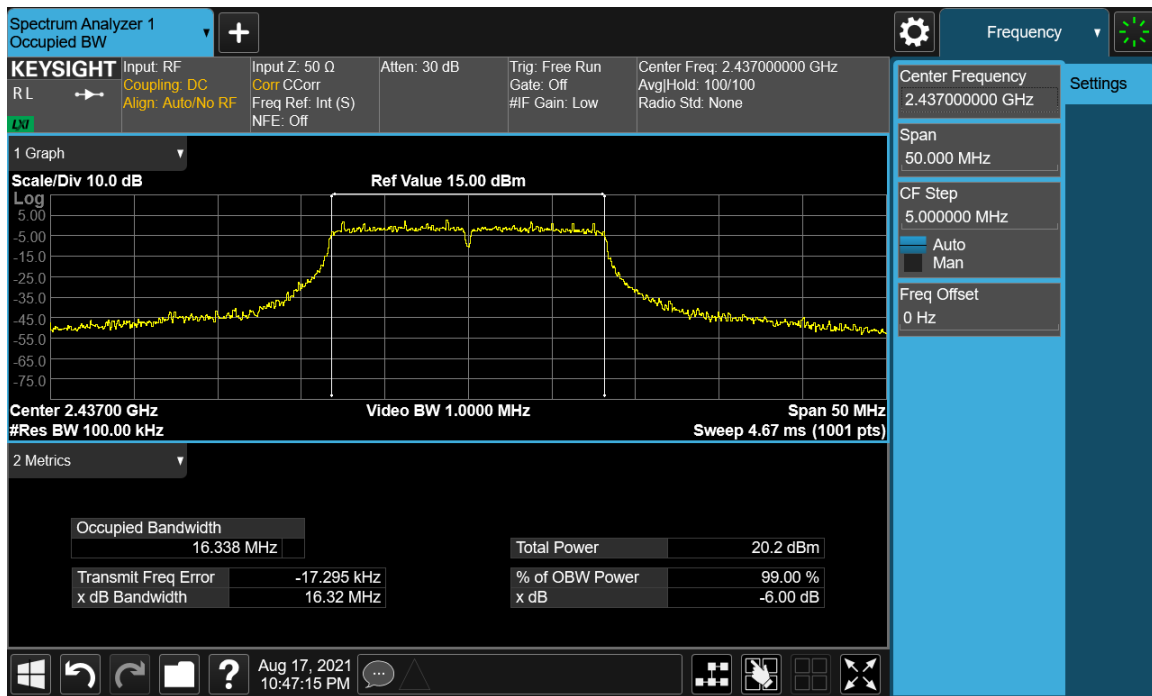 Spectrum Analyzer 1
Occupied BW
+
Frequency
KEYSIGHT
R L
LXI
Input: RF
Coupling: DC
Align: Auto/No RF
Input Z: 50 Ω
Corr CCorr
Freq Ref: Int (S)
NFE: Off
Atten: 30 dB
Trig: Free Run
Gate: Off
#IF Gain: Low
Center Freq: 2.437000000 GHz
Avg|Hold: 100/100
Radio Std: None
Center Frequency
2.437000000 GHz
Settings
Span
50.000 MHz
CF Step
5.000000 MHz
Auto
Man
Freq Offset
0 Hz
1 Graph
Scale/Div 10.0 dB
Ref Value 15.00 dBm
Log
5.00
-5.00
-15.0
-25.0
-35.0
-45.0
-55.0
-65.0
-75.0
Center 2.43700 GHz
Video BW 1.0000 MHz
Span 50 MHz
#Res BW 100.00 kHz
Sweep 4.67 ms (1001 pts)
2 Metrics
Occupied Bandwidth
16.338 MHz
Total Power 20.2 dBm
Transmit Freq Error -17.295 kHz
% of OBW Power 99.00 %
x dB Bandwidth 16.32 MHz
x dB -6.00 dB
?
Aug 17, 2021
10:47:15 PM